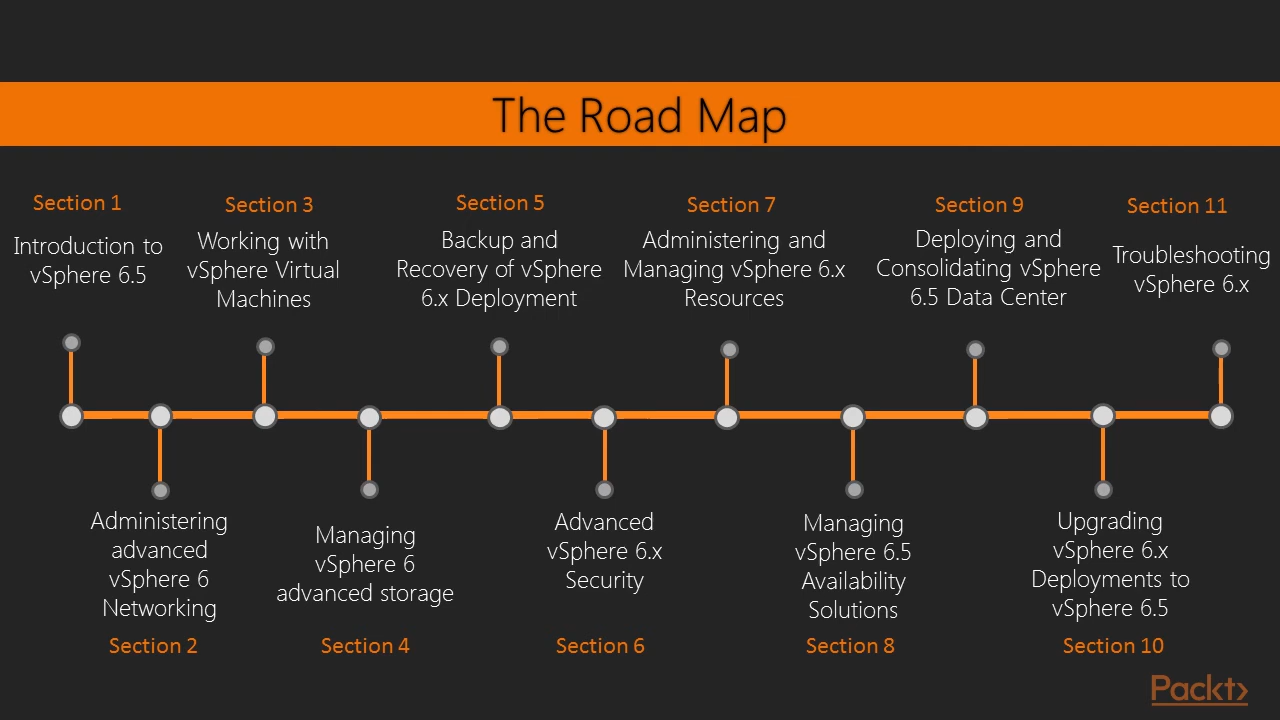 The Road Map
Section 1
Introduction to
vSphere 6.5
Section 3
Working with
vSphere Virtual
Machines
Section 5
Backup and
Recovery of vSphere
6.x Deployment
Section 7
Administering and
Managing vSphere 6.x
Resources
Section 9
Deploying and
Consolidating vSphere
6.5 Data Center
Section 11
Troubleshooting
vSphere 6.x
Administering
advanced
vSphere 6
Networking
Section 2
Managing
vSphere 6
advanced storage
Section 4
Advanced
vSphere 6.x
Security
Section 6
Managing
vSphere 6.5
Availability
Solutions
Section 8
Upgrading
vSphere 6.x
Deployments to
vSphere 6.5
Section 10
Packt>